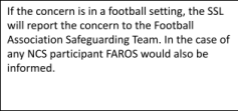 If the concern is in a football setting, the SSL
will report the concern to the Football
Association Safeguarding Team. In the case of
any NCS participant FAROS would also be
informed.